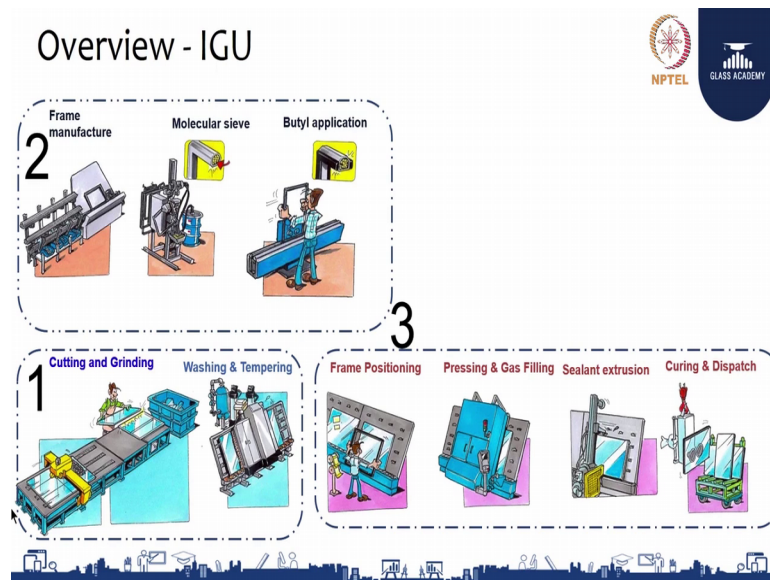 Overview - IGU
NPTEL
GLASS ACADEMY
2
Frame
manufacture
Molecular sieve
Butyl application
3
1
Cutting and Grinding
Washing & Tempering
Frame Positioning
Pressing & Gas Filling
Sealant extrusion
Curing & Dispatch